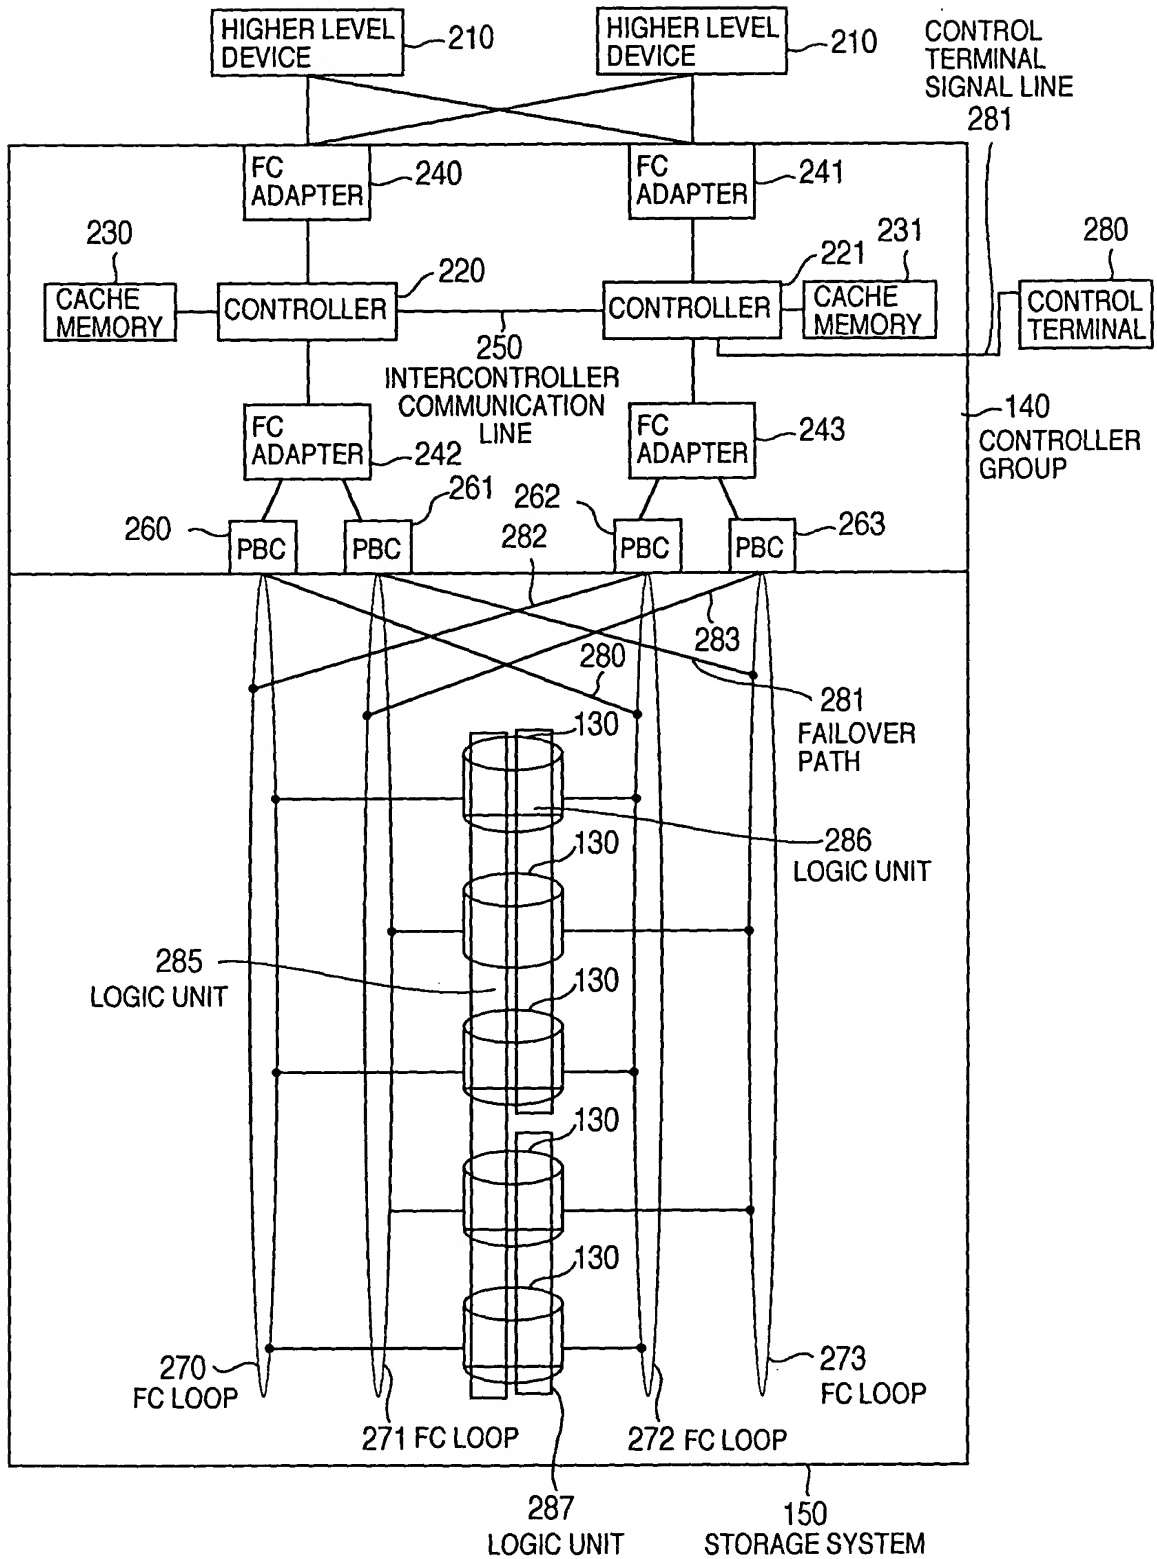 HIGHER LEVEL
DEVICE
210
HIGHER LEVEL
DEVICE
210
CONTROL
TERMINAL
SIGNAL LINE
281
FC
ADAPTER
240
FC
ADAPTER
241
230
CACHE
MEMORY
220
CONTROLLER
221
CONTROLLER
231
CACHE
MEMORY
280
CONTROL
TERMINAL
250
INTERCONTROLLER
COMMUNICATION
LINE
140
CONTROLLER
GROUP
FC
ADAPTER
242
FC
ADAPTER
243
260
PBC
261
PBC
262
PBC
263
PBC
282
283
280
281
FAILOVER
PATH
130
286
LOGIC UNIT
130
285
LOGIC UNIT
130
130
130
270
FC LOOP
271 FC LOOP
272 FC LOOP
273
FC LOOP
287
LOGIC UNIT
150
STORAGE SYSTEM